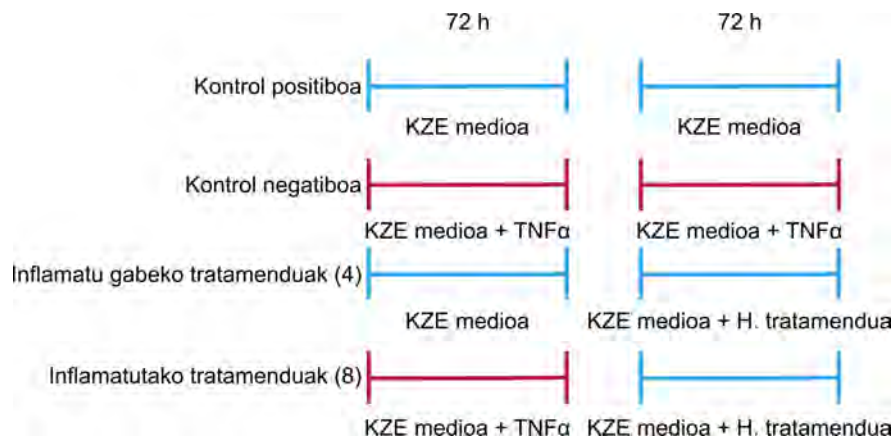 72 h 72 h
Kontrol positiboa
KZE medioa KZE medioa
Kontrol negatiboa
KZE medioa + TNFα KZE medioa + TNFα
Inflamatu gabeko tratamenduak (4)
KZE medioa KZE medioa + H. tratamendua
Inflamatutako tratamenduak (8)
KZE medioa + TNFα KZE medioa + H. tratamendua